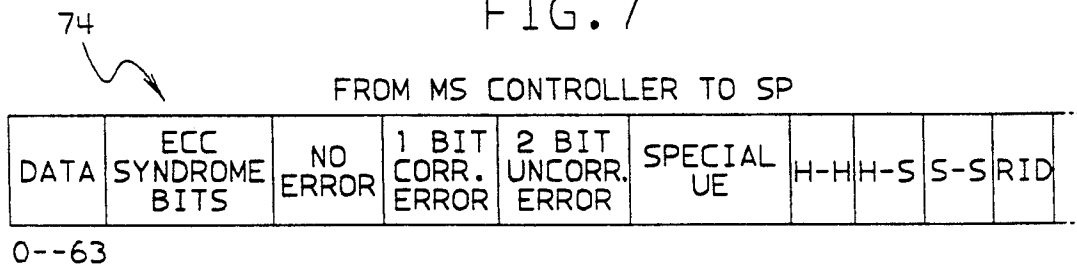 FIG. 7
74
FROM MS CONTROLLER TO SP
DATA
ECC
SYNDROME
BITS
NO
ERROR
1 BIT
CORR.
ERROR
2 BIT
UNCORR.
ERROR
SPECIAL
UE
H-H
H-S
S-S
RID
0--63